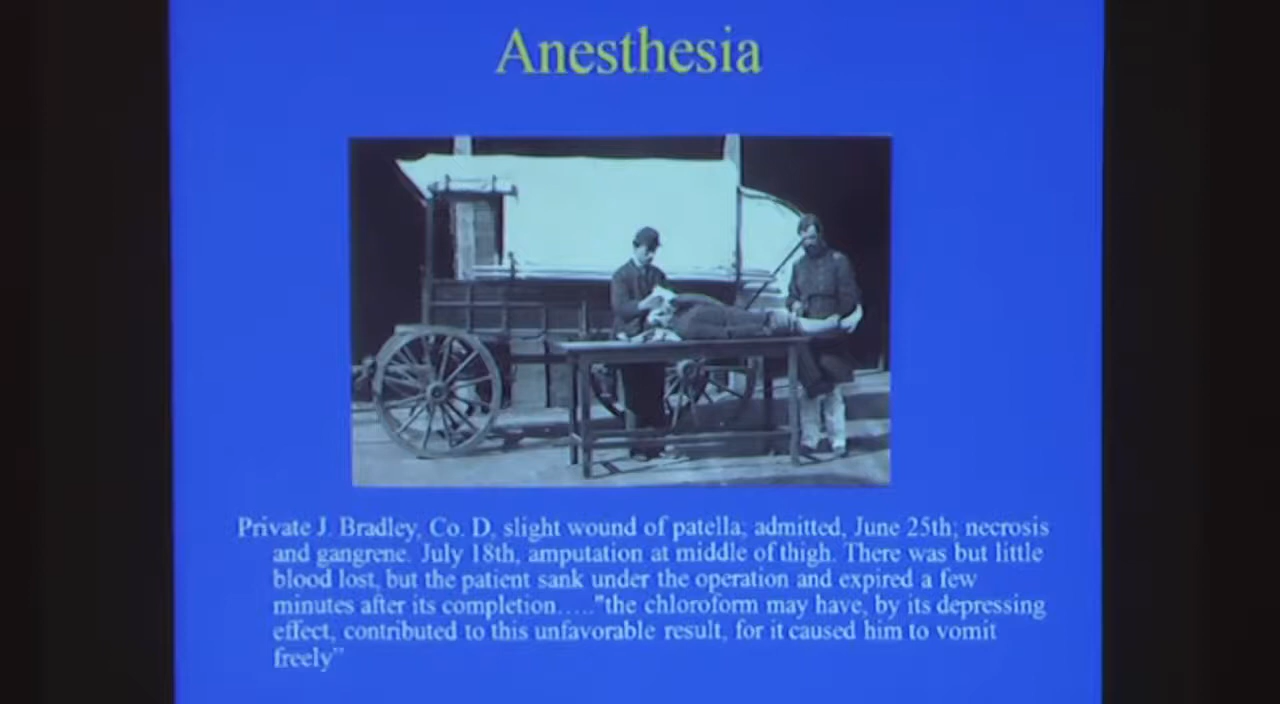 Anesthesia
Private J. Bradley, Co. D, slight wound of patella; admitted, June 25th; necrosis
and gangrene. July 18th, amputation at middle of thigh. There was but little
blood lost, but the patient sank under the operation and expired a few
minutes after its completion….."the chloroform may have, by its depressing
effect, contributed to this unfavorable result, for it caused him to vomit
freely”